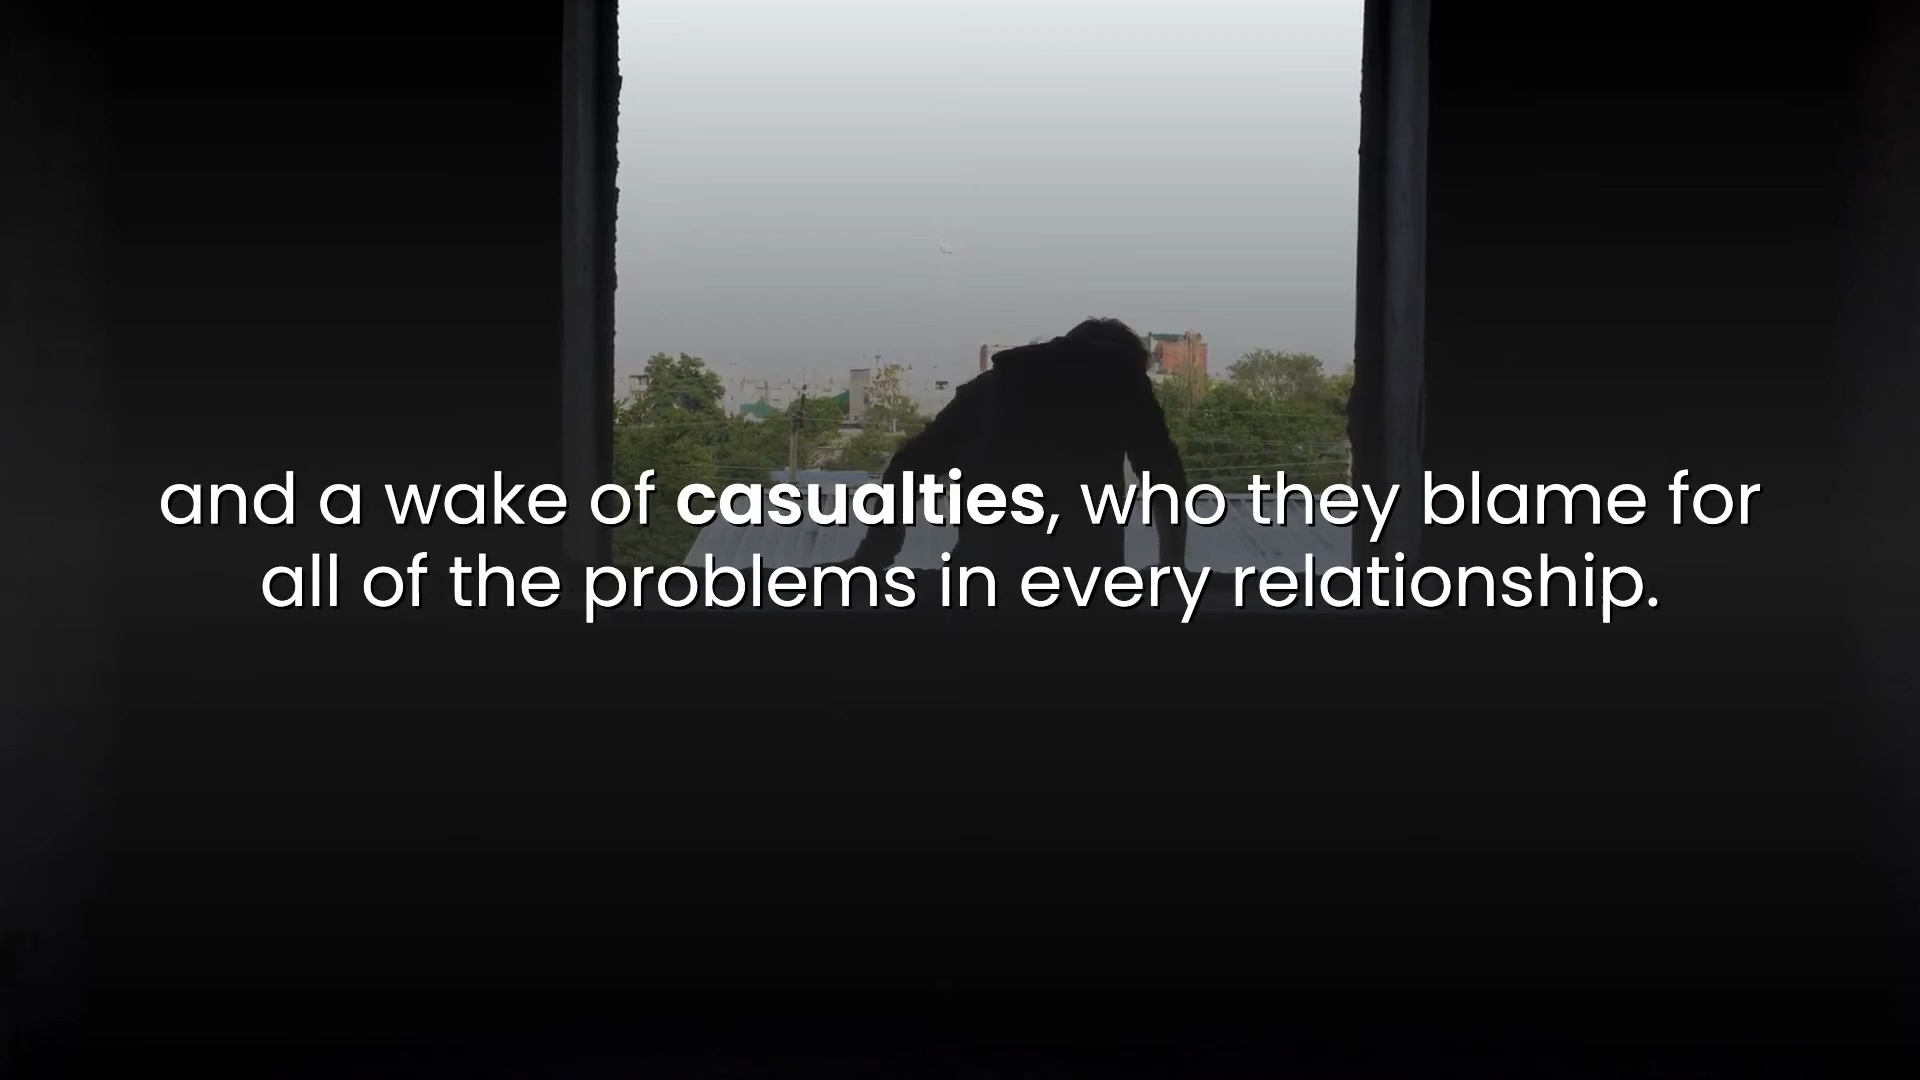 and a wake of casualties, who they blame for
all of the problems in every relationship.